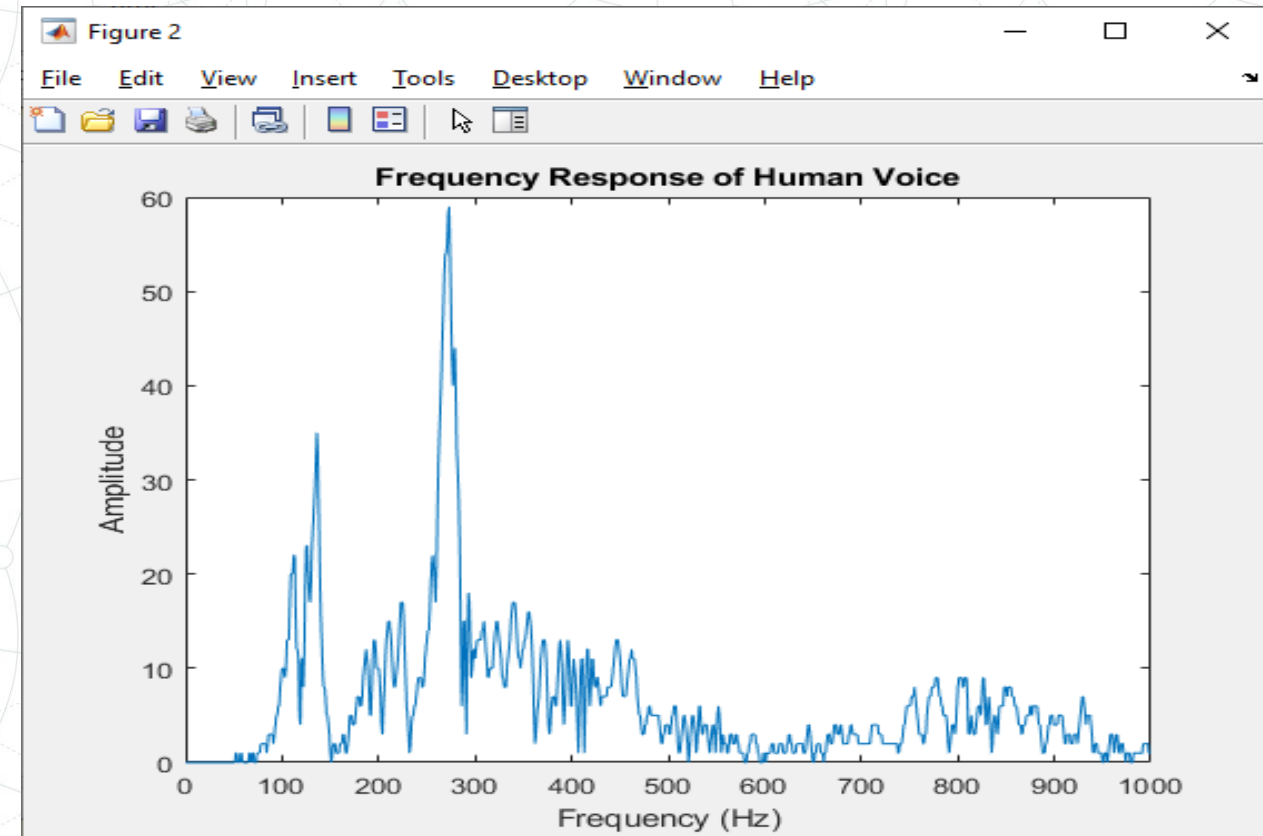 Figure 2
File Edit View Insert Tools Desktop Window Help
Frequency Response of Human Voice
60
50
40
30
20
10
0
Amplitude
0 100 200 300 400 500 600 700 800 900 1000
Frequency (Hz)